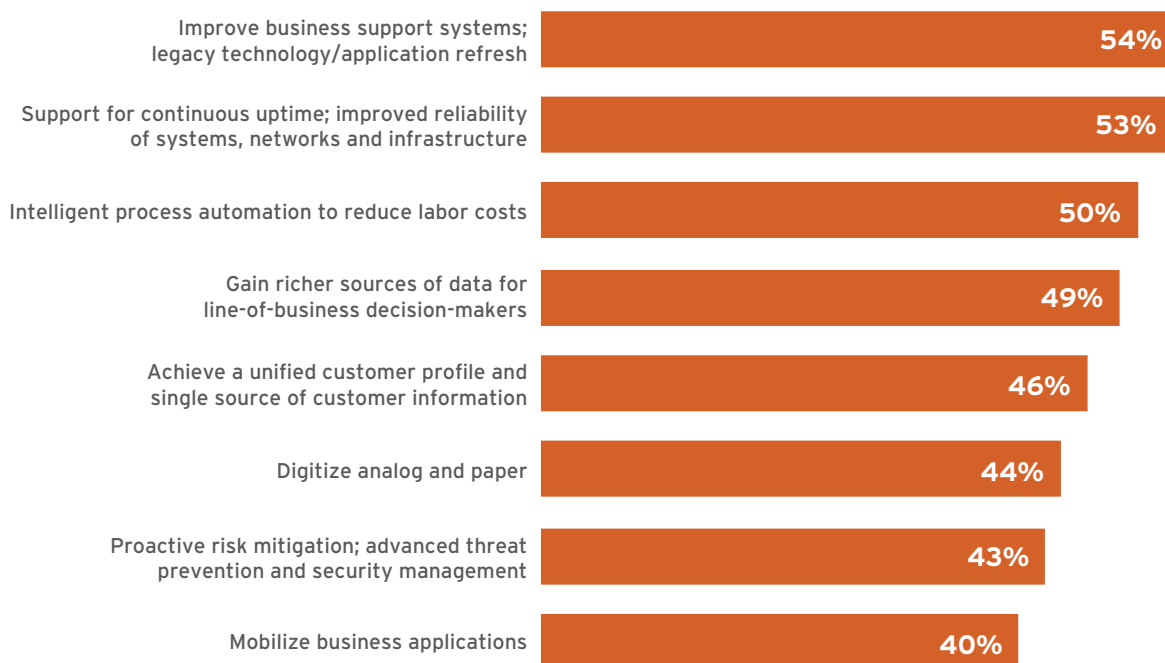 Improve business support systems;
legacy technology/application refresh
54%
Support for continuous uptime; improved reliability
of systems, networks and infrastructure
53%
Intelligent process automation to reduce labor costs
50%
Gain richer sources of data for
line-of-business decision-makers
49%
Achieve a unified customer profile and
single source of customer information
46%
Digitize analog and paper
44%
Proactive risk mitigation; advanced threat
prevention and security management
43%
Mobilize business applications
40%